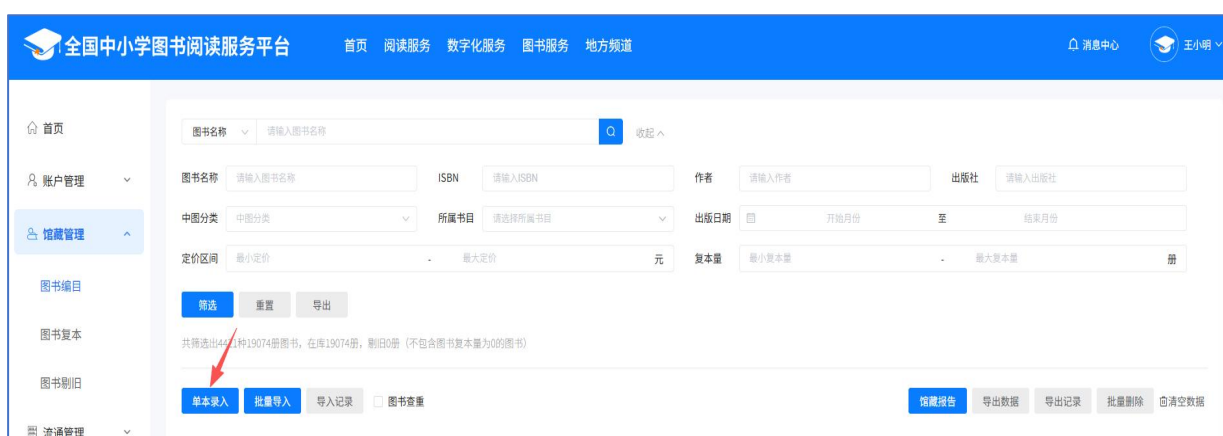 全国中小学图书阅读服务平台 首页 阅读服务 数字化服务 图书服务 地方频道 消息中心 王小明
首页
账户管理
馆藏管理
图书编目
图书复本
图书剔旧
流通管理
图书名称 请输入图书名称 收起
图书名称 请输入图书名称 ISBN 请输入ISBN 作者 请输入作者 出版社 请输入出版社
中图分类 中图分类 所属书目 请选择所属书目 出版日期 开始月份 至 结束月份
定价区间 最小定价 - 最大定价 元 复本量 最小复本量 - 最大复本量 册
筛选 重置 导出
共筛选出44 1种19074册图书，在库19074册，剔旧0册（不包含图书复本量为0的图书）
单本录入 批量导入 导入记录 图书查重 馆藏报告 导出数据 导出记录 批量删除 清空数据